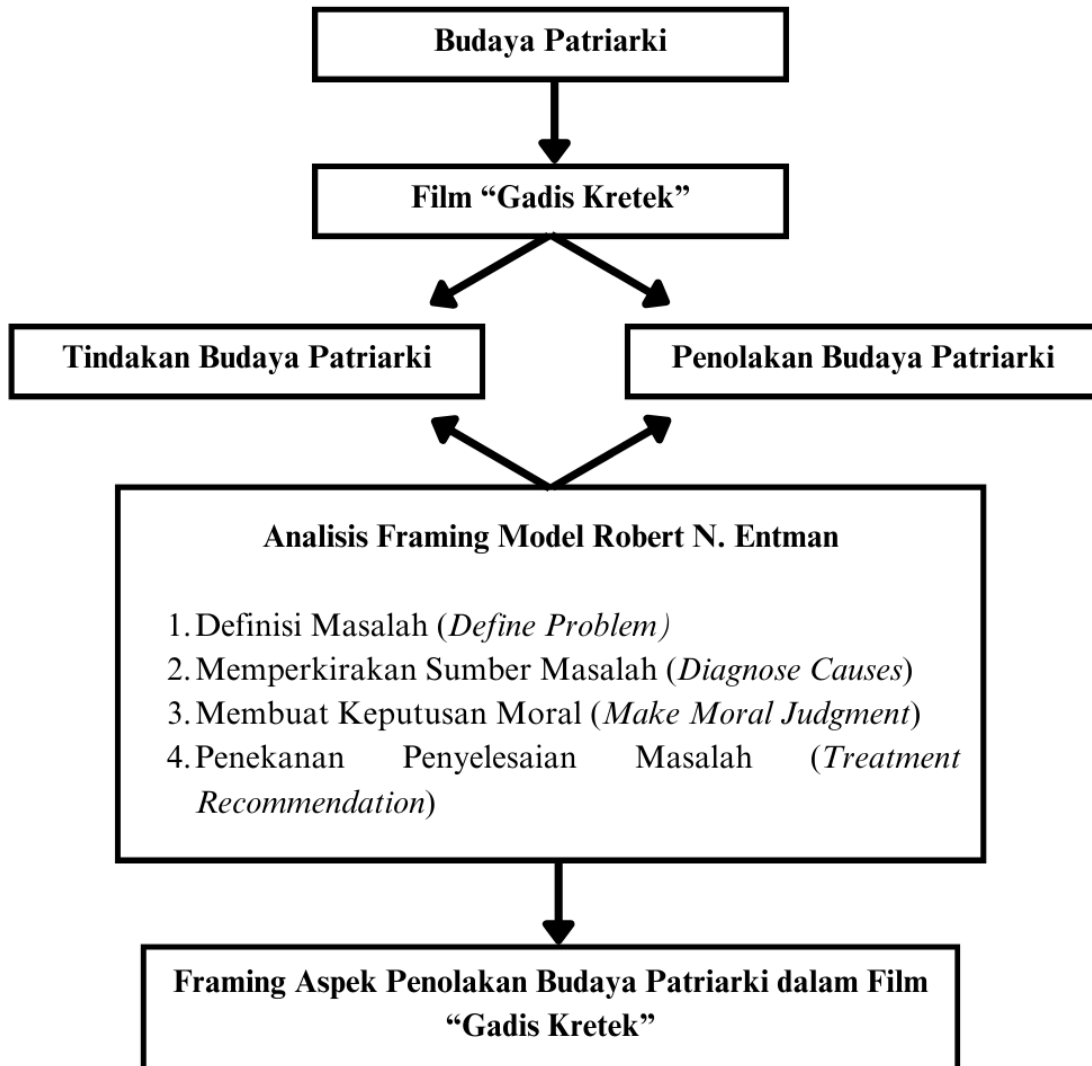 Budaya Patriarki
Film “Gadis Kretek”
Tindakan Budaya Patriarki
Penolakan Budaya Patriarki
Analisis Framing Model Robert N. Entman
1. Definisi Masalah (Define Problem)
2. Memperkirakan Sumber Masalah (Diagnose Causes)
3. Membuat Keputusan Moral (Make Moral Judgment)
4. Penekanan Penyelesaian Masalah (Treatment
Recommendation)
Framing Aspek Penolakan Budaya Patriarki dalam Film
“Gadis Kretek”